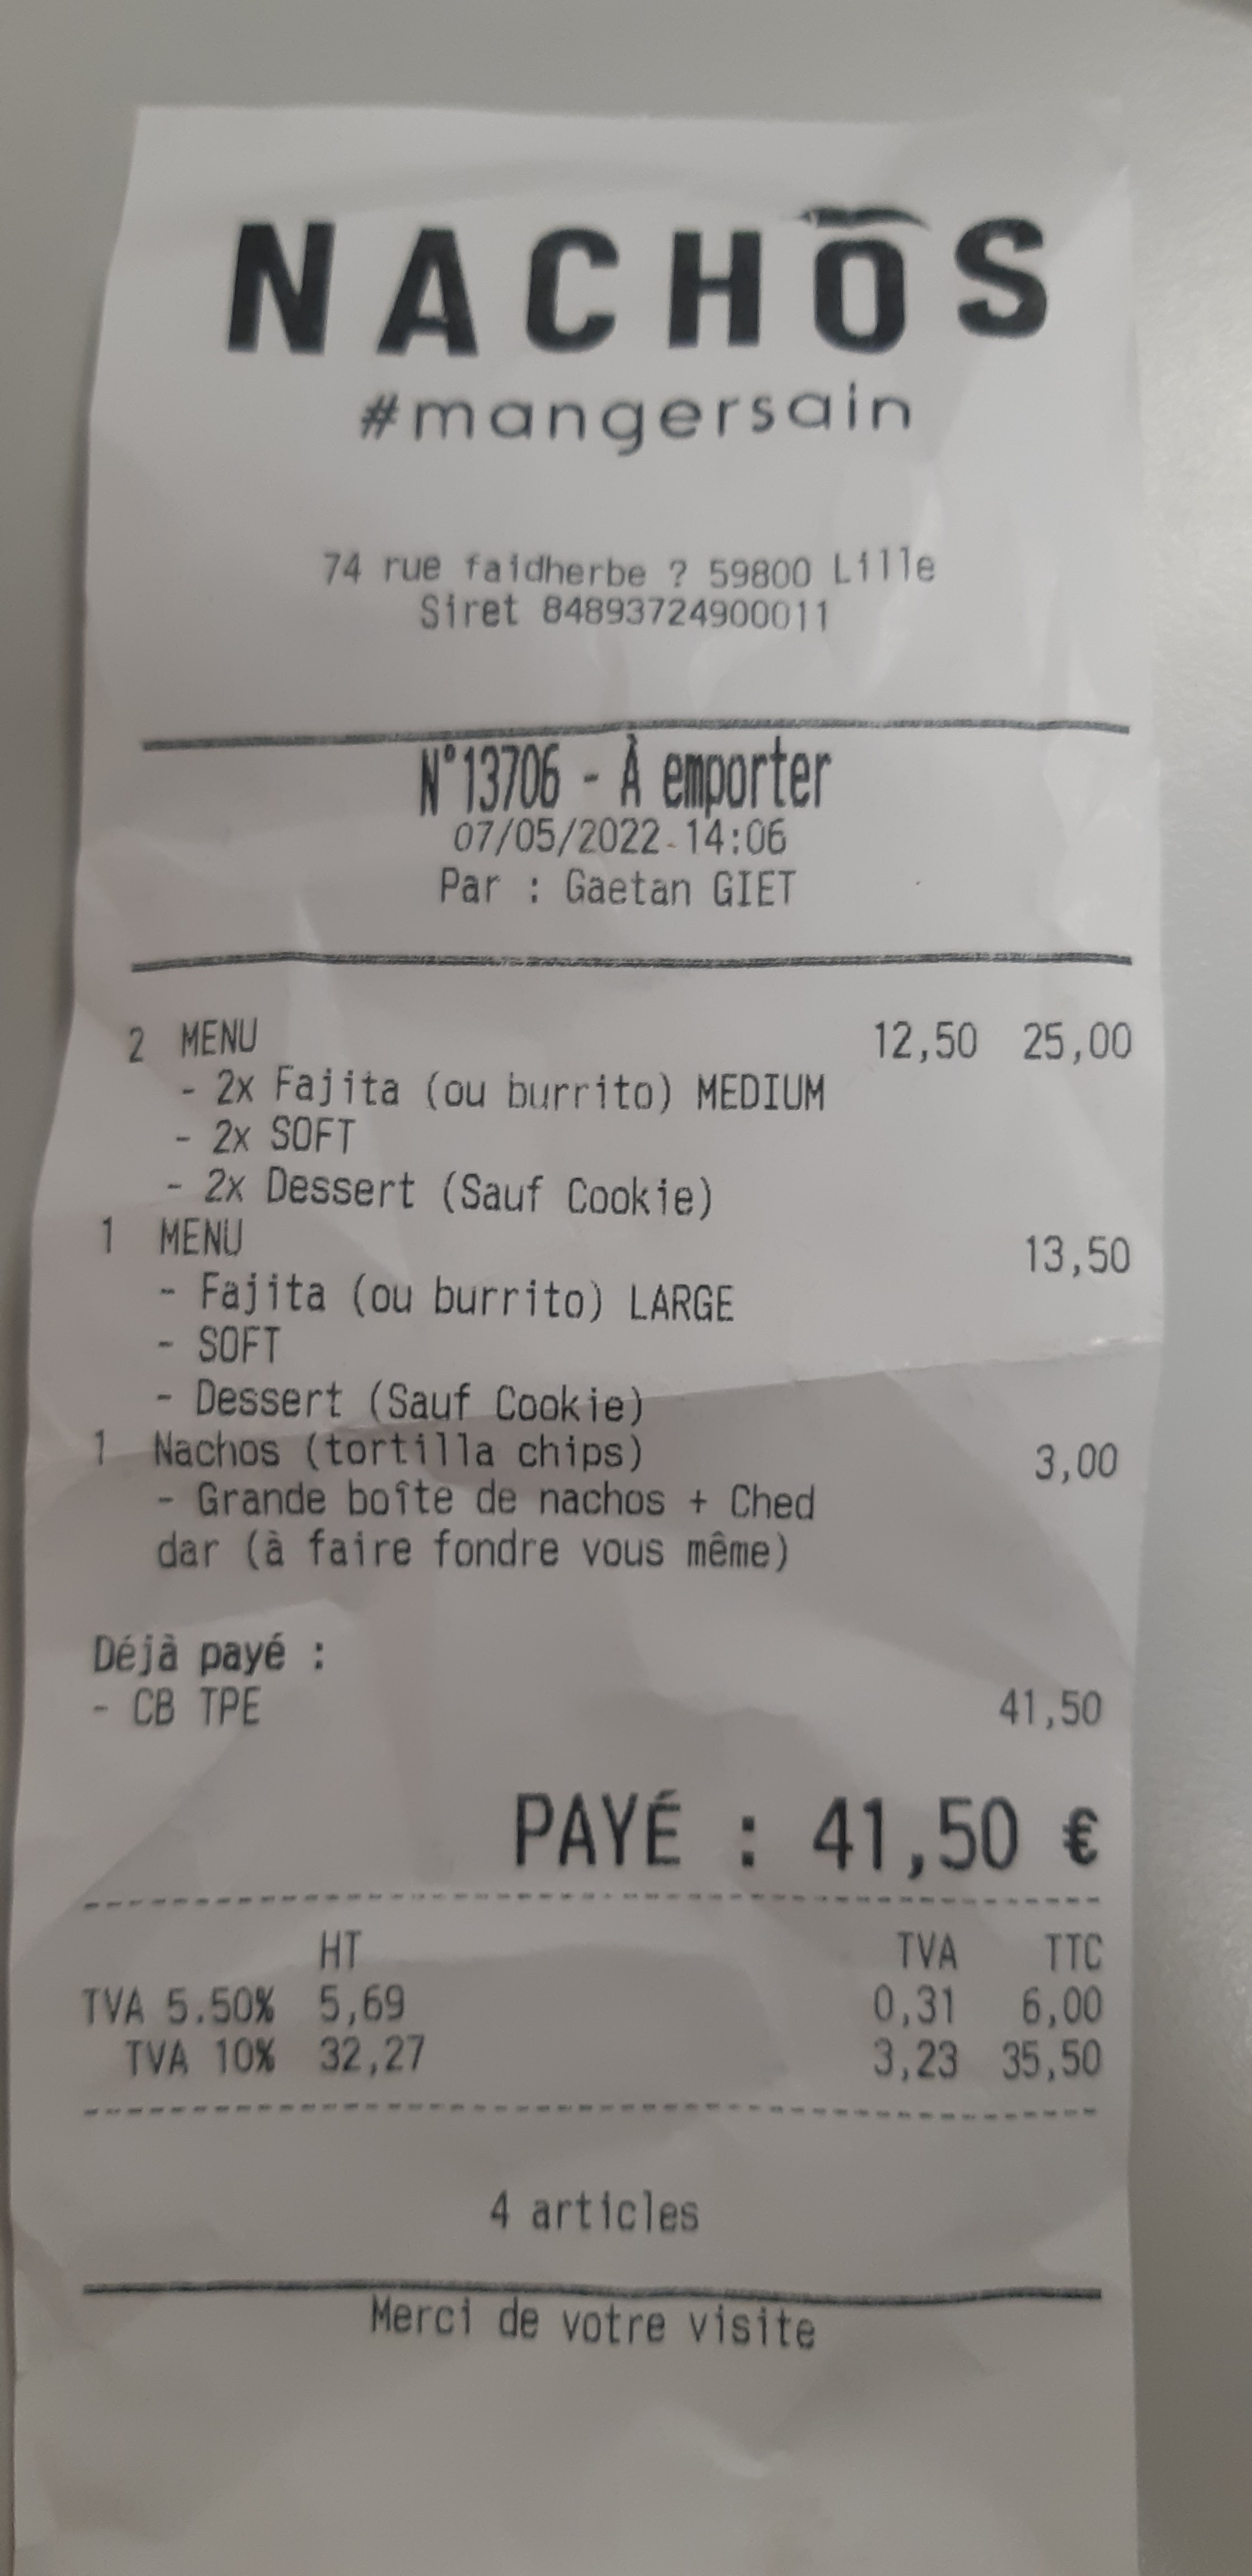 NACHOS
#mangersain
74 rue faidherbe ? 59800 Lille
Siret 84893724900011
N°13706 - À emporter
07/05/2022-14:06
Par : Gaetan GIET
2 MENU 12,50 25,00
- 2x Fajita (ou burrito) MEDIUM
- 2x SOFT
- 2x Dessert (Sauf Cookie)
1 MENU 13,50
- Fajita (ou burrito) LARGE
- SOFT
- Dessert (Sauf Cookie)
1 Nachos (tortilla chips) 3,00
- Grande boîte de nachos + Ched
dar (à faire fondre vous même)
Déjà payé :
- CB TPE 41,50
PAYÉ : 41,50 €
HT TVA TTC
TVA 5.50% 5,69 0,31 6,00
TVA 10% 32,27 3,23 35,50
4 articles
Merci de votre visite